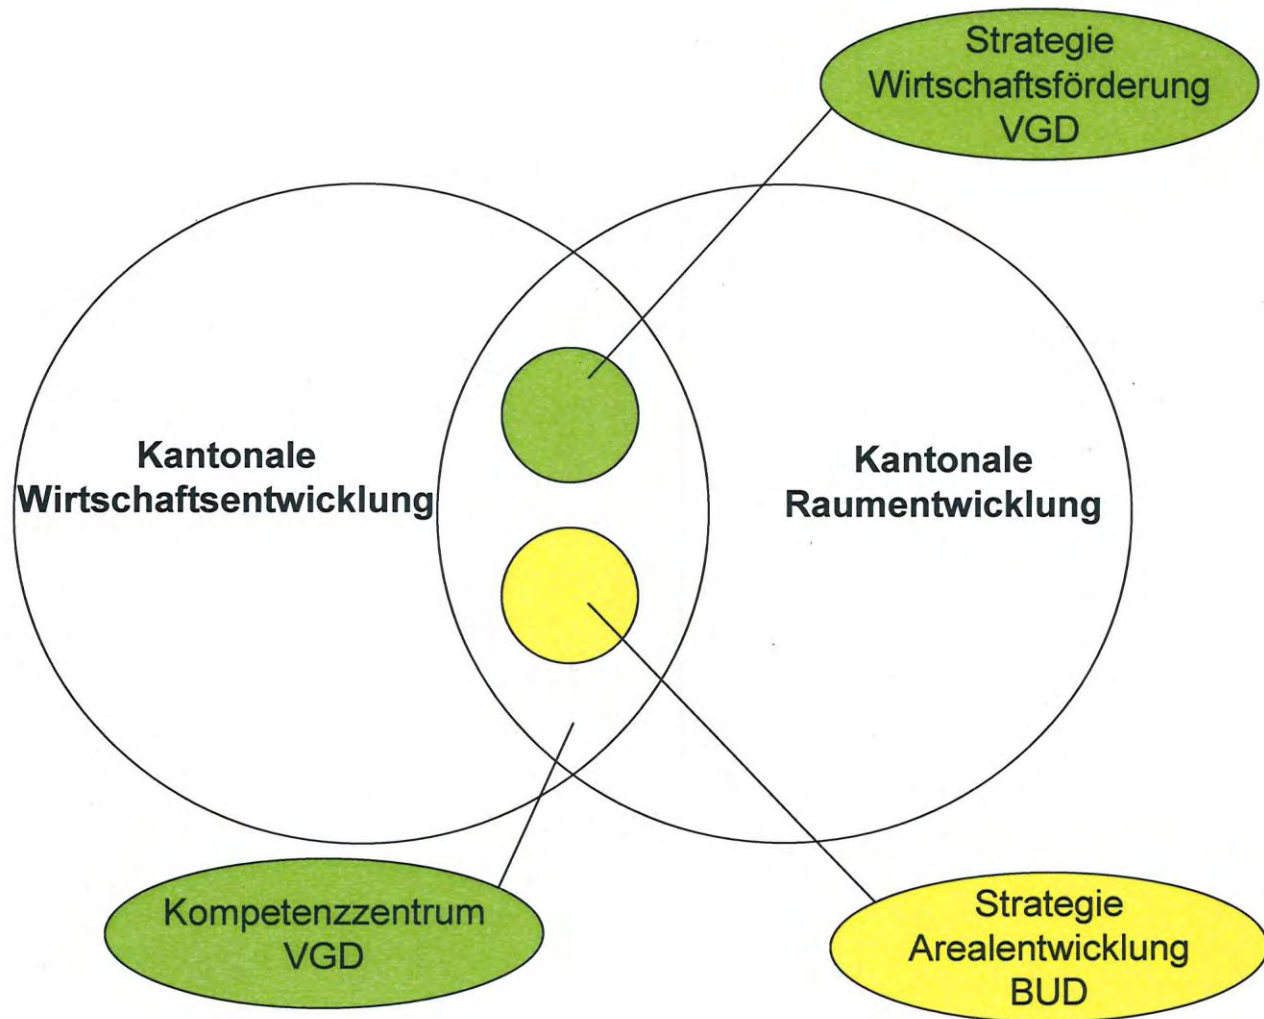 Strategie
Wirtschaftsförderung
VGD
Kantonale
Wirtschaftsentwicklung
Kantonale
Raumentwicklung
Kompetenzzentrum
VGD
Strategie
Arealentwicklung
BUD